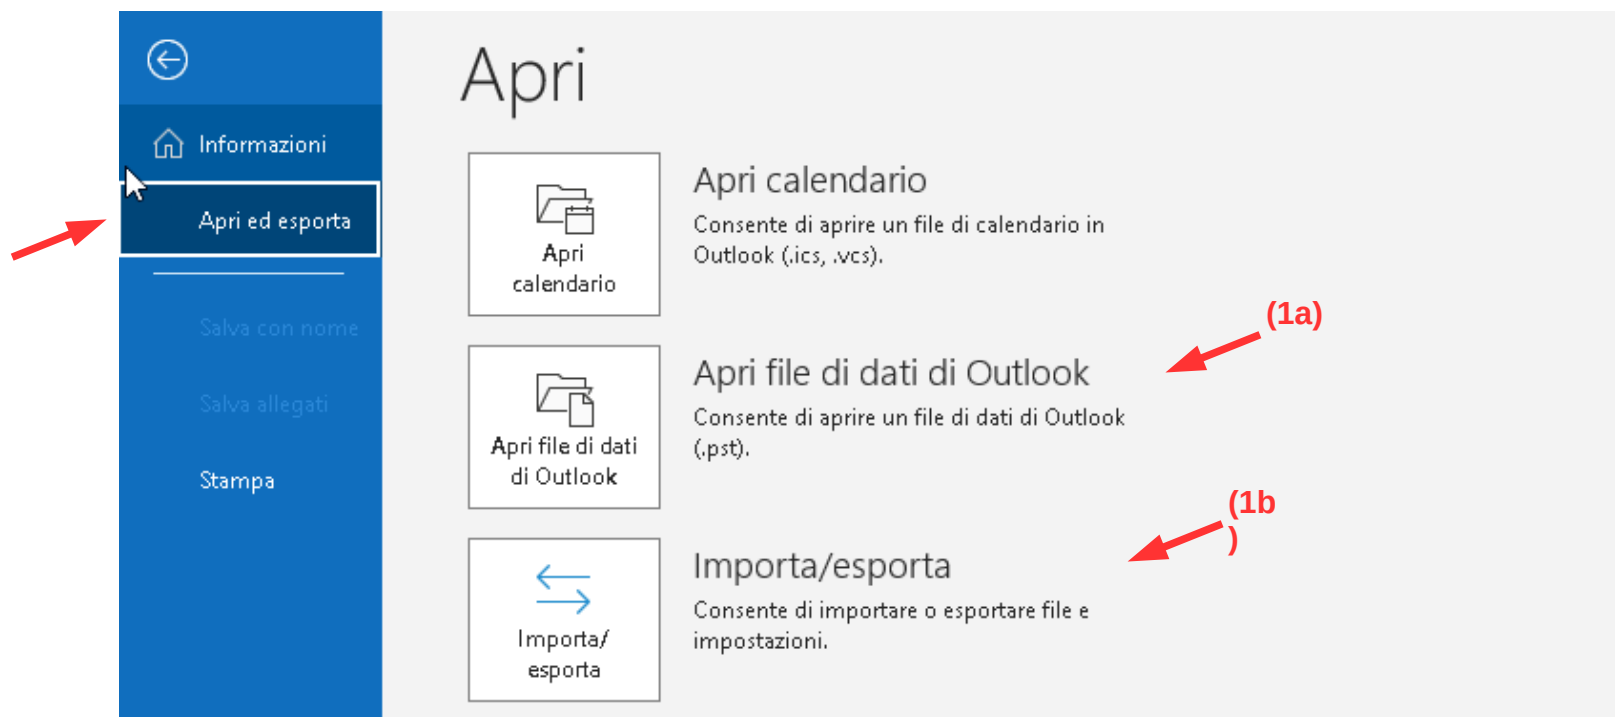 Informazioni
Apri ed esporta
Salva con nome
Salva allegati
Stampa
Apri
Apri
calendario
Apri calendario
Consente di aprire un file di calendario in
Outlook (.ics, .vcs).
(1a)
Apri file di dati
di Outlook
Apri file di dati di Outlook
Consente di aprire un file di dati di Outlook
(.pst).
(1b
)
Importa/
esporta
Importa/esporta
Consente di importare o esportare file e
impostazioni.